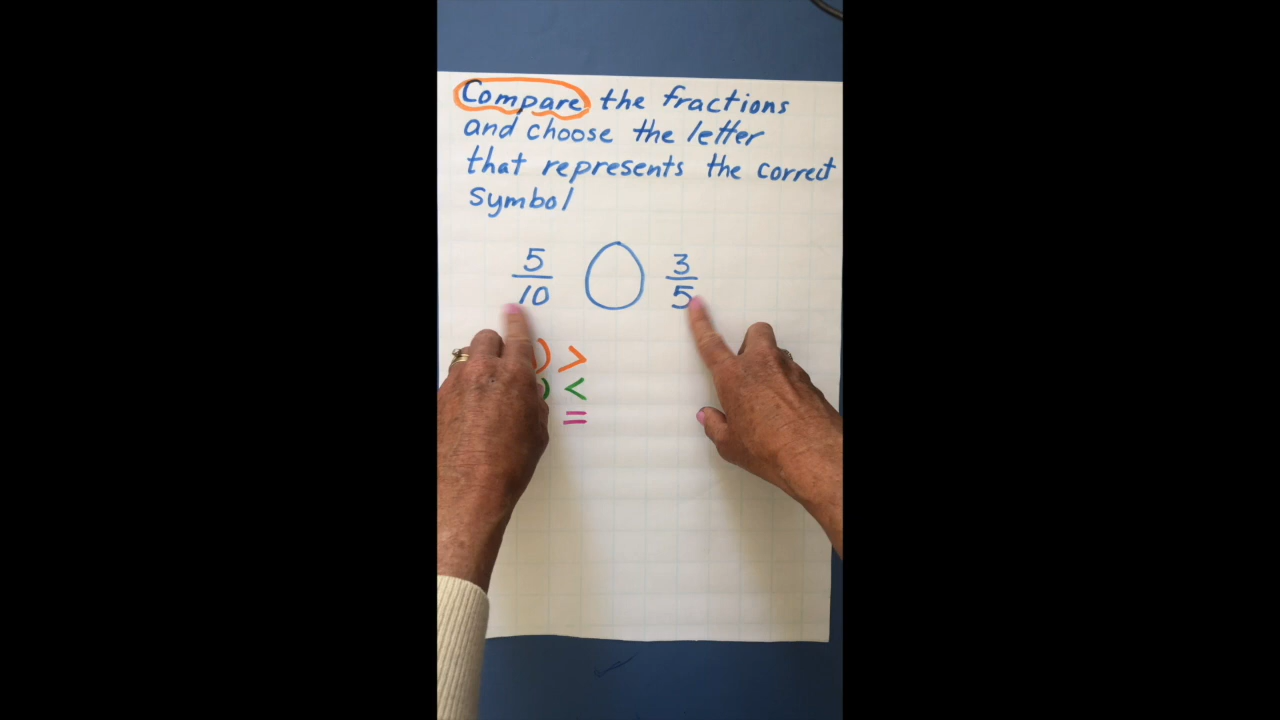 Compare the fractions
and choose the letter
that represents the correct
Symbol
5/10 3/5
) >
) <
=